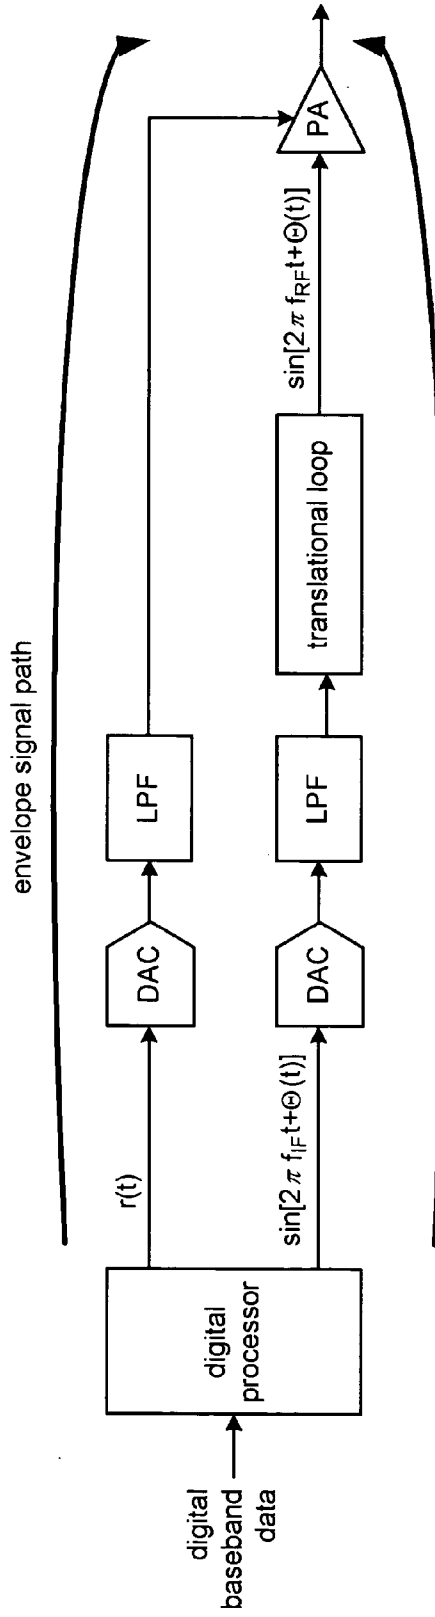 envelope signal path
digital
baseband
data
digital
processor
r(t)
DAC
LPF
sin[2π f_IF t+Θ(t)]
DAC
LPF
translational loop
sin[2π f_RF t+Θ(t)]
PA